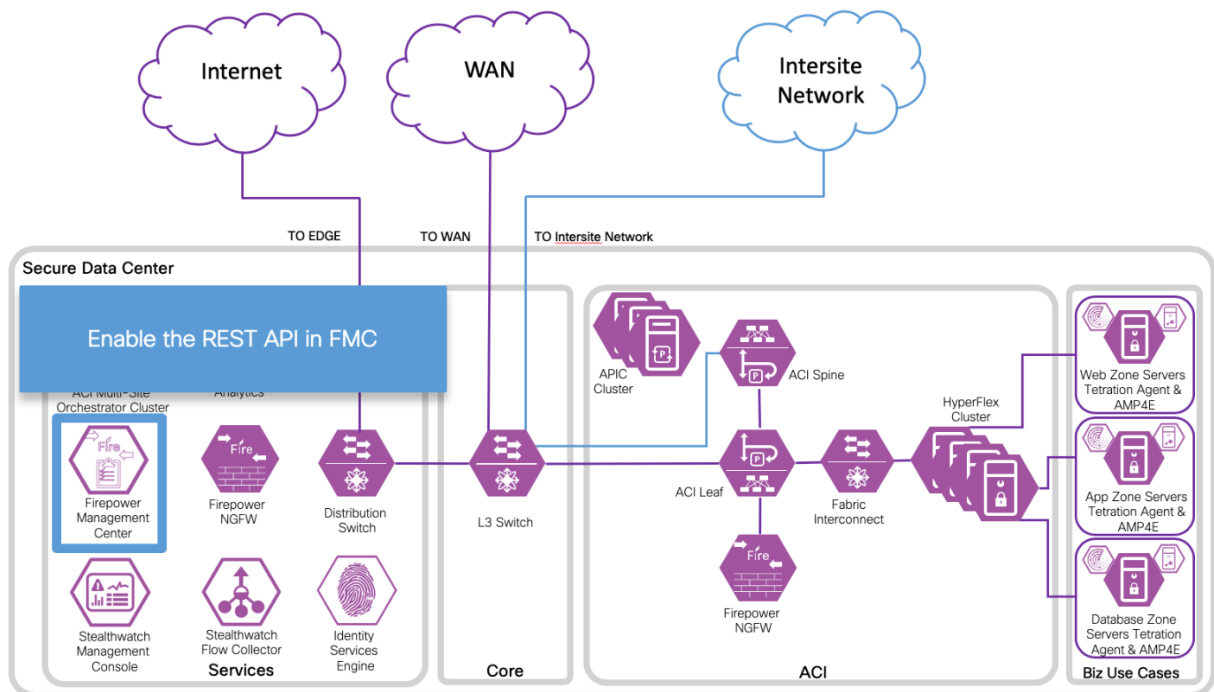 Internet
WAN
Intersite
Network
TO EDGE
TO WAN
TO Intersite Network
Secure Data Center
Enable the REST API in FMC
ACI Multi-Site
Orchestrator Cluster
Analytics
Fire
Firepower
Management
Center
Fire
Firepower
NGFW
Distribution
Switch
Stealthwatch
Management
Console
Stealthwatch
Flow Collector
Identity
Services
Engine
Services
L3 Switch
Core
P
APIC
Cluster
P
ACI Spine
P
ACI Leaf
Fire
Firepower
NGFW
Fabric
Interconnect
HyperFlex
Cluster
ACI
Web Zone Servers
Tetration Agent &
AMP4E
App Zone Servers
Tetration Agent &
AMP4E
Database Zone
Servers Tetration
Agent & AMP4E
Biz Use Cases